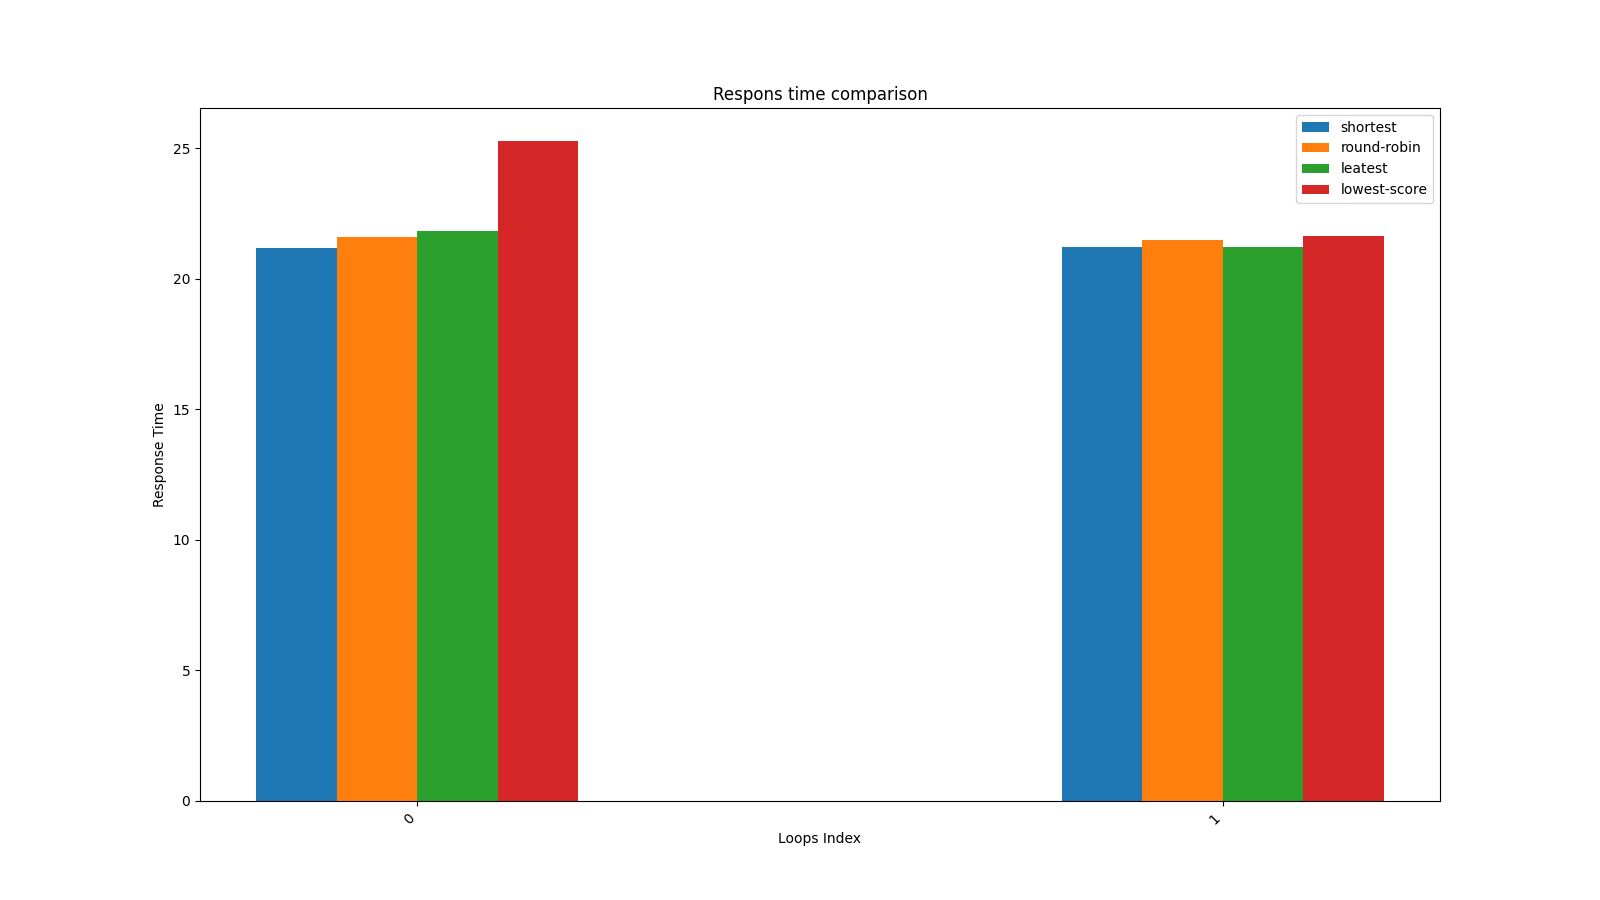 Respons time comparison
shortest
round-robin
leatest
lowest-score
Response Time
25
20
15
10
5
0
0
1
Loops Index